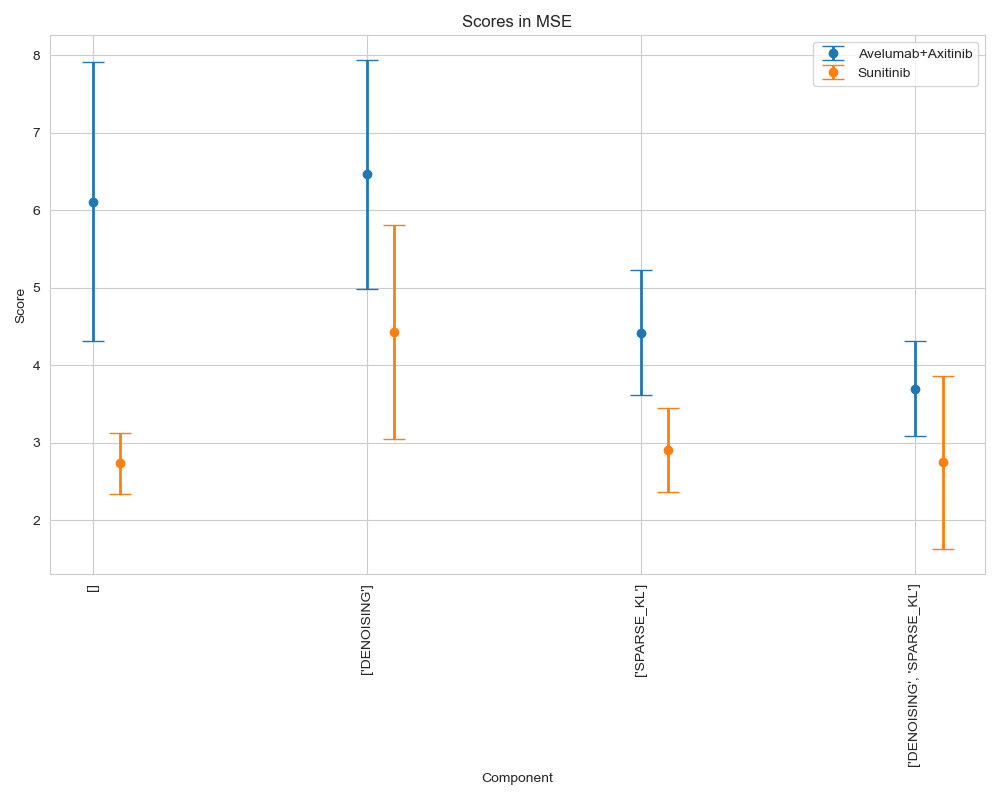 Scores in MSE
Avelumab+Axitinib
Sunitinib
Score
8
7
6
5
4
3
2
[]
['DENOISING']
['SPARSE_KL']
['DENOISING', 'SPARSE_KL']
Component